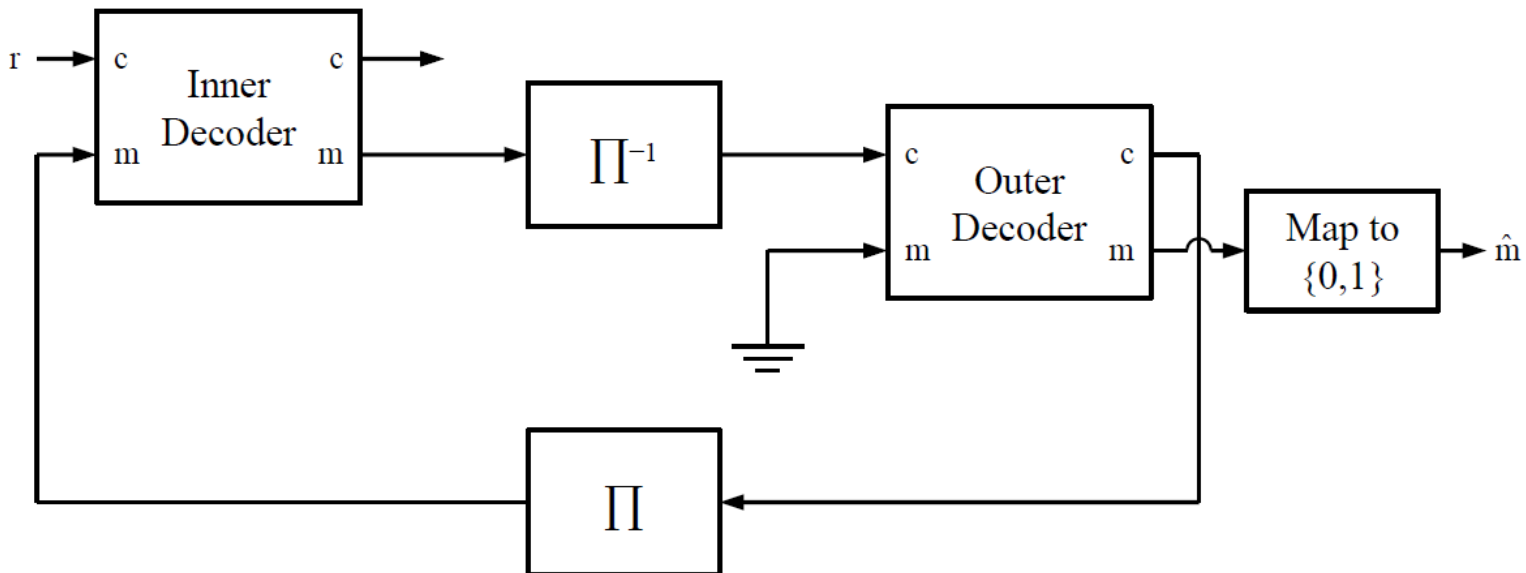 r
c
c
Inner
Decoder
m
m
∏⁻¹
c
c
Outer
Decoder
m
m
Map to
{0,1}
m̂
∏